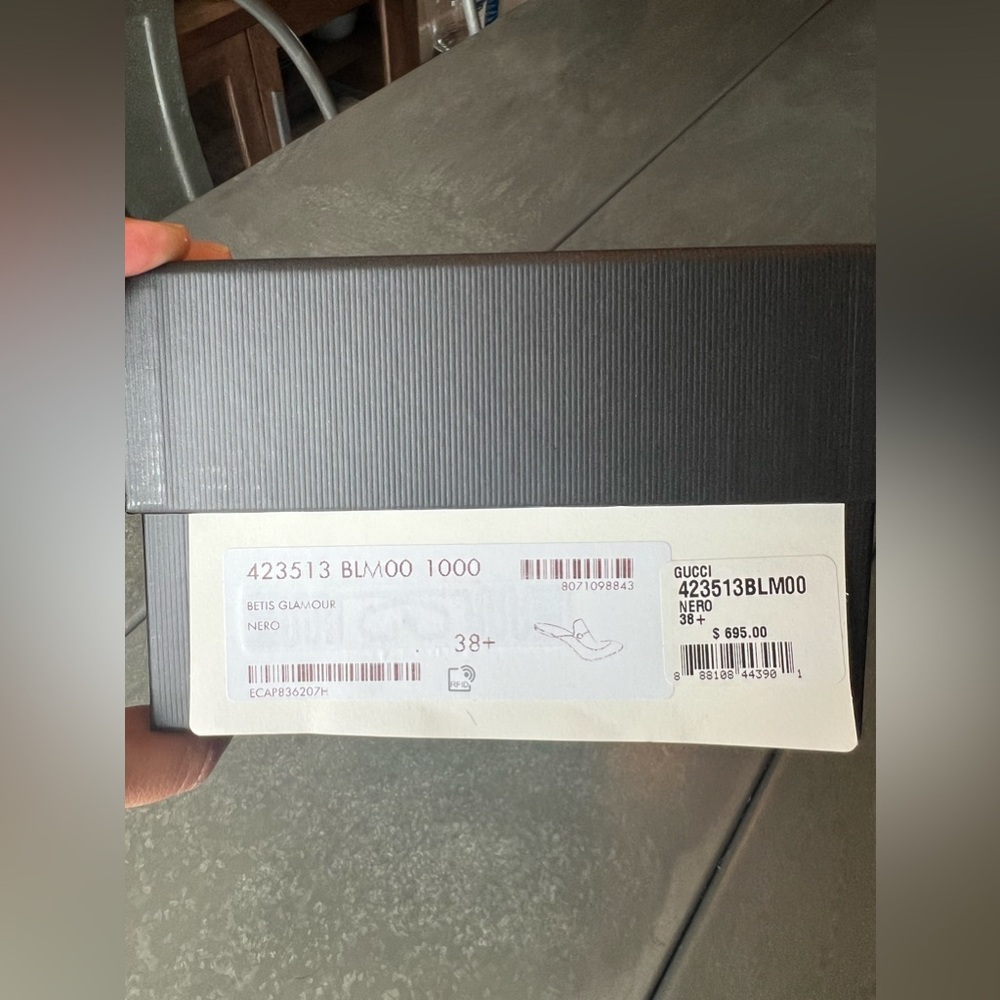 423513 BLM00 1000
8071098843
BETIS GLAMOUR
NERO
38+
ECAP836207H
RFID
GUCCI
423513BLM00
NERO
38+
$ 695.00
8 88108 44390 1